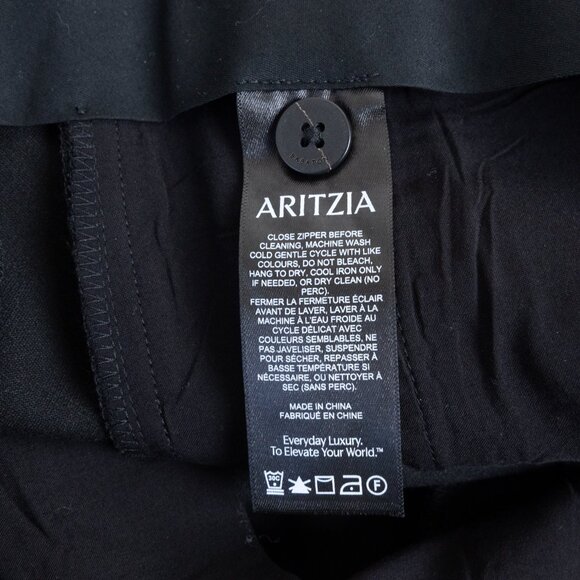 ARITZIA
CLOSE ZIPPER BEFORE
CLEANING, MACHINE WASH
COLD GENTLE CYCLE WITH LIKE
COLOURS, DO NOT BLEACH,
HANG TO DRY. COOL IRON ONLY
IF NEEDED, OR DRY CLEAN (NO
PERC).
FERMER LA FERMETURE ÉCLAIR
AVANT DE LAVER, LAVER À LA
MACHINE À L'EAU FROIDE AU
CYCLE DÉLICAT AVEC
COULEURS SEMBLABLES, NE
PAS JAVELISER, SUSPENDRE
POUR SÉCHER, REPASSER À
BASSE TEMPÉRATURE SI
NÉCESSAIRE, OU NETTOYER À
SEC (SANS PERC).
MADE IN CHINA
FABRIQUÉ EN CHINE
Everyday Luxury.
To Elevate Your World.™
30C F